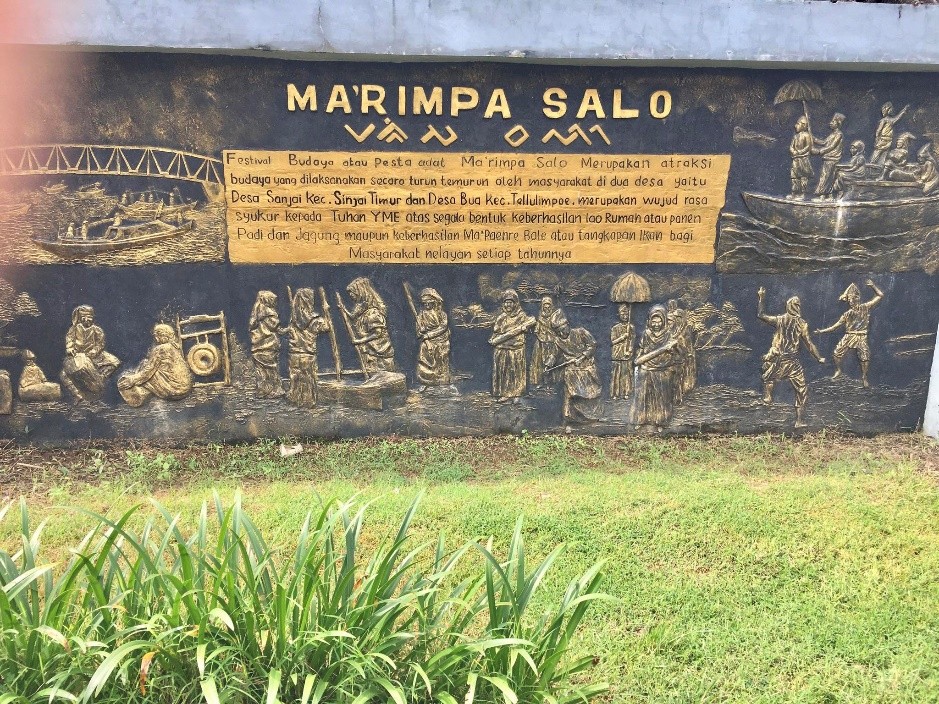 MA'RIMPA SALO
ᨆᨑᨗᨄ ᨔᨒᨚ
Festival Budaya atau pesta adat Ma'rimpa Salo Merupakan atraksi
budaya yang dilaksanakan secara turun temurun oleh masyarakat di dua desa yaitu
Desa Sanjai Kec. Sinjai Timur dan Desa Bua Kec. Tellulimpoe. merupakan wujud rasa
syukur kepada Tuhan YME atas segala bentuk keberhasilan lao Rumah atau panen
Padi dan Jagung maupun keberhasilan Ma'Paenre Bale atau tangkapan Ikan bagi
Masyarakat nelayan setiap tahunnya